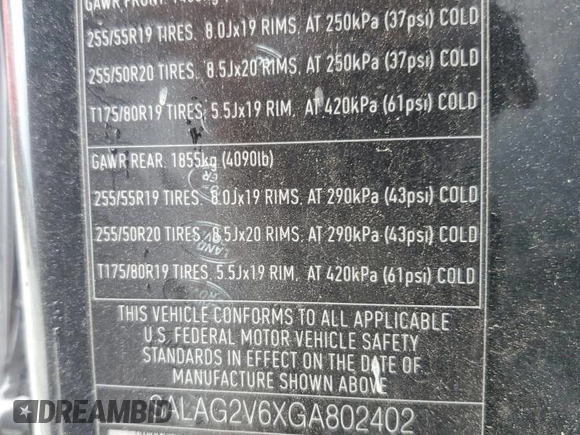 255/55R19 TIRES, 8.0Jx19 RIMS, AT 250kPa (37psi) COLD
255/50R20 TIRES, 8.5Jx20 RIMS, AT 250kPa (37psi) COLD
T175/80R19 TIRES, 5.5Jx19 RIM, AT 420kPa (61psi) COLD
GAWR REAR. 1855kg (4090lb)
255/55R19 TIRES, 8.0Jx19 RIMS, AT 290kPa (43psi) COLD
255/50R20 TIRES, 8.5Jx20 RIMS, AT 290kPa (43psi) COLD
T175/80R19 TIRES, 5.5Jx19 RIM, AT 420kPa (61psi) COLD
THIS VEHICLE CONFORMS TO ALL APPLICABLE
U.S. FEDERAL MOTOR VEHICLE SAFETY
STANDARDS IN EFFECT ON THE DATE OF
MANUFACTURE SHOWN ABOVE
SALAG2V6XGA802402
DEALERSHIP
RUN LISTS